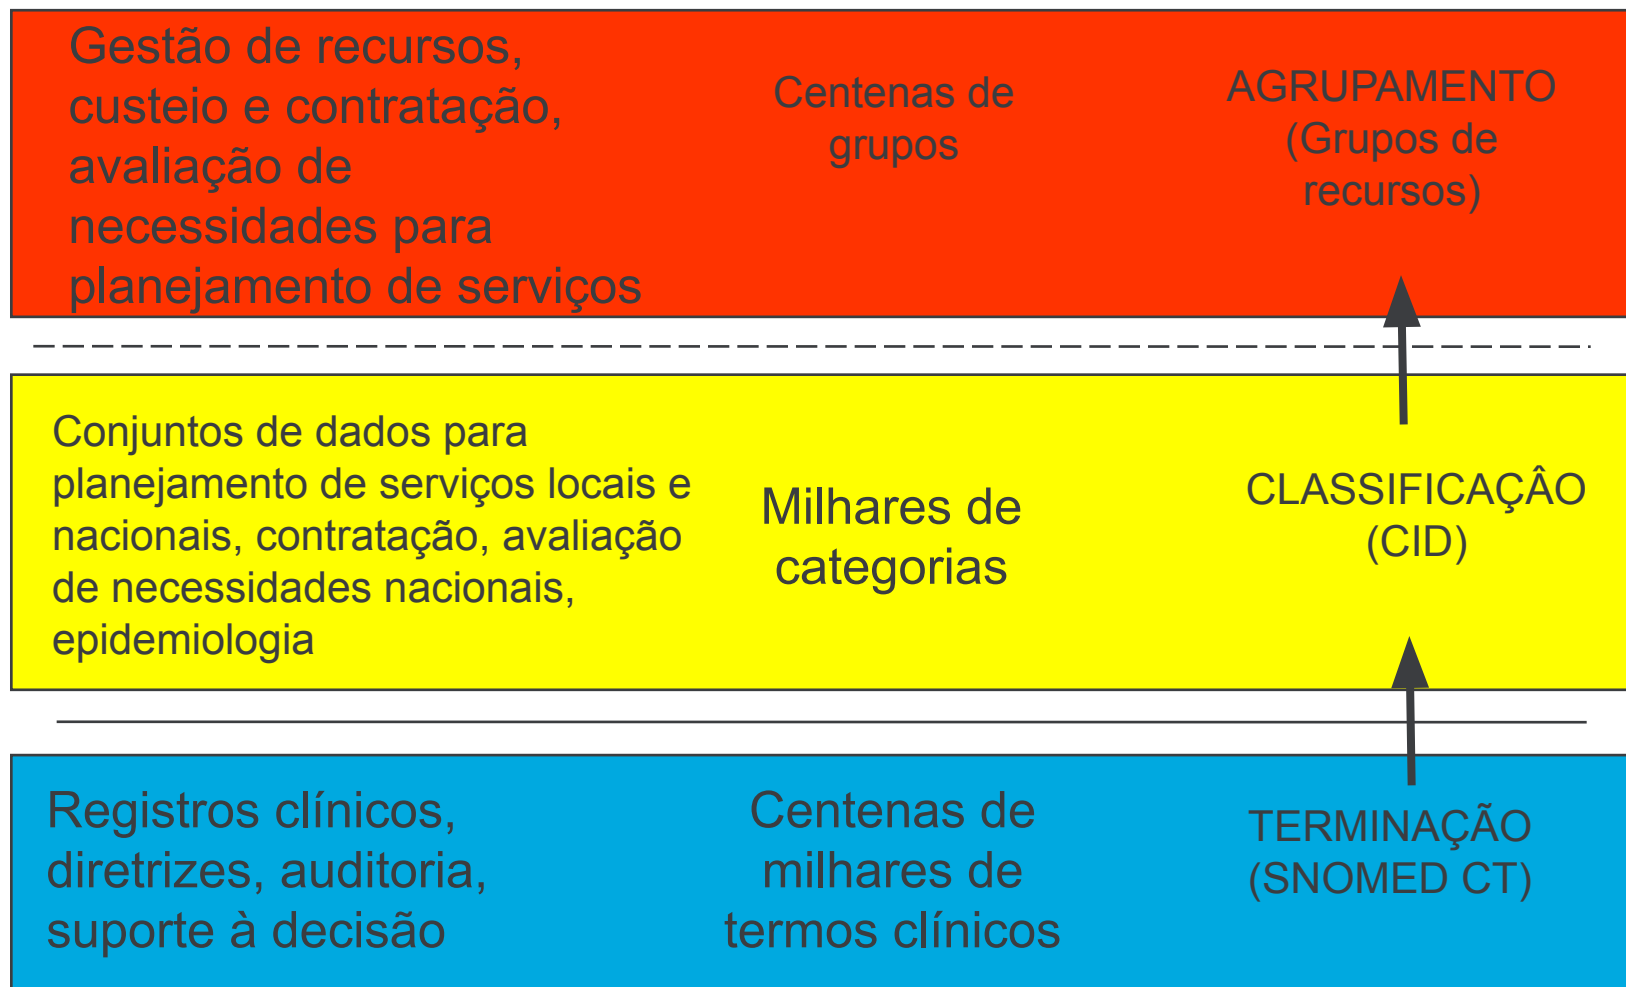 Gestão de recursos,
custeio e contratação,
avaliação de
necessidades para
planejamento de serviços
Centenas de
grupos
AGRUPAMENTO
(Grupos de
recursos)
Conjuntos de dados para
planejamento de serviços locais e
nacionais, contratação, avaliação
de necessidades nacionais,
epidemiologia
Milhares de
categorias
CLASSIFICAÇÂO
(CID)
Registros clínicos,
diretrizes, auditoria,
suporte à decisão
Centenas de
milhares de
termos clínicos
TERMINAÇÃO
(SNOMED CT)